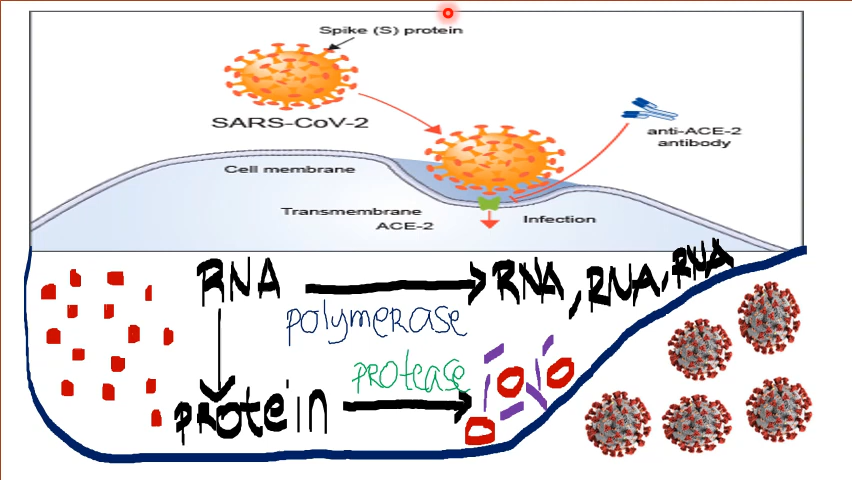 Spike (S) protein
SARS-CoV-2
anti-ACE-2
antibody
Cell membrane
Transmembrane
ACE-2
Infection
RNA
RNA, RNA, RNA
polymerase
protease
protein